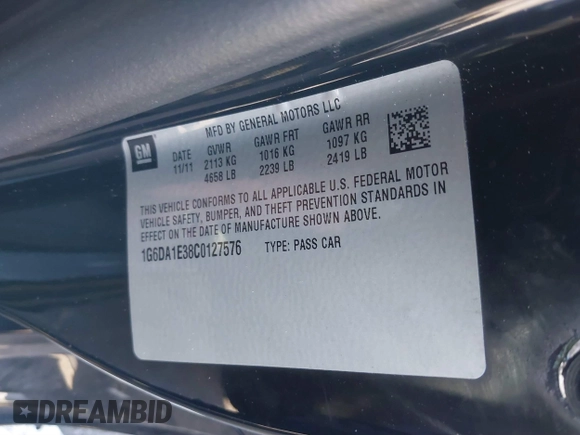 MFD BY GENERAL MOTORS LLC
GM
DATE GVWR GAWR FRT GAWR RR
11/11 2113 KG 1016 KG 1097 KG
4658 LB 2239 LB 2419 LB
THIS VEHICLE CONFORMS TO ALL APPLICABLE U.S. FEDERAL MOTOR
VEHICLE SAFETY, BUMPER, AND THEFT PREVENTION STANDARDS IN
EFFECT ON THE DATE OF MANUFACTURE SHOWN ABOVE.
1G6DA1E38C0127576 TYPE: PASS CAR
DREAMBID